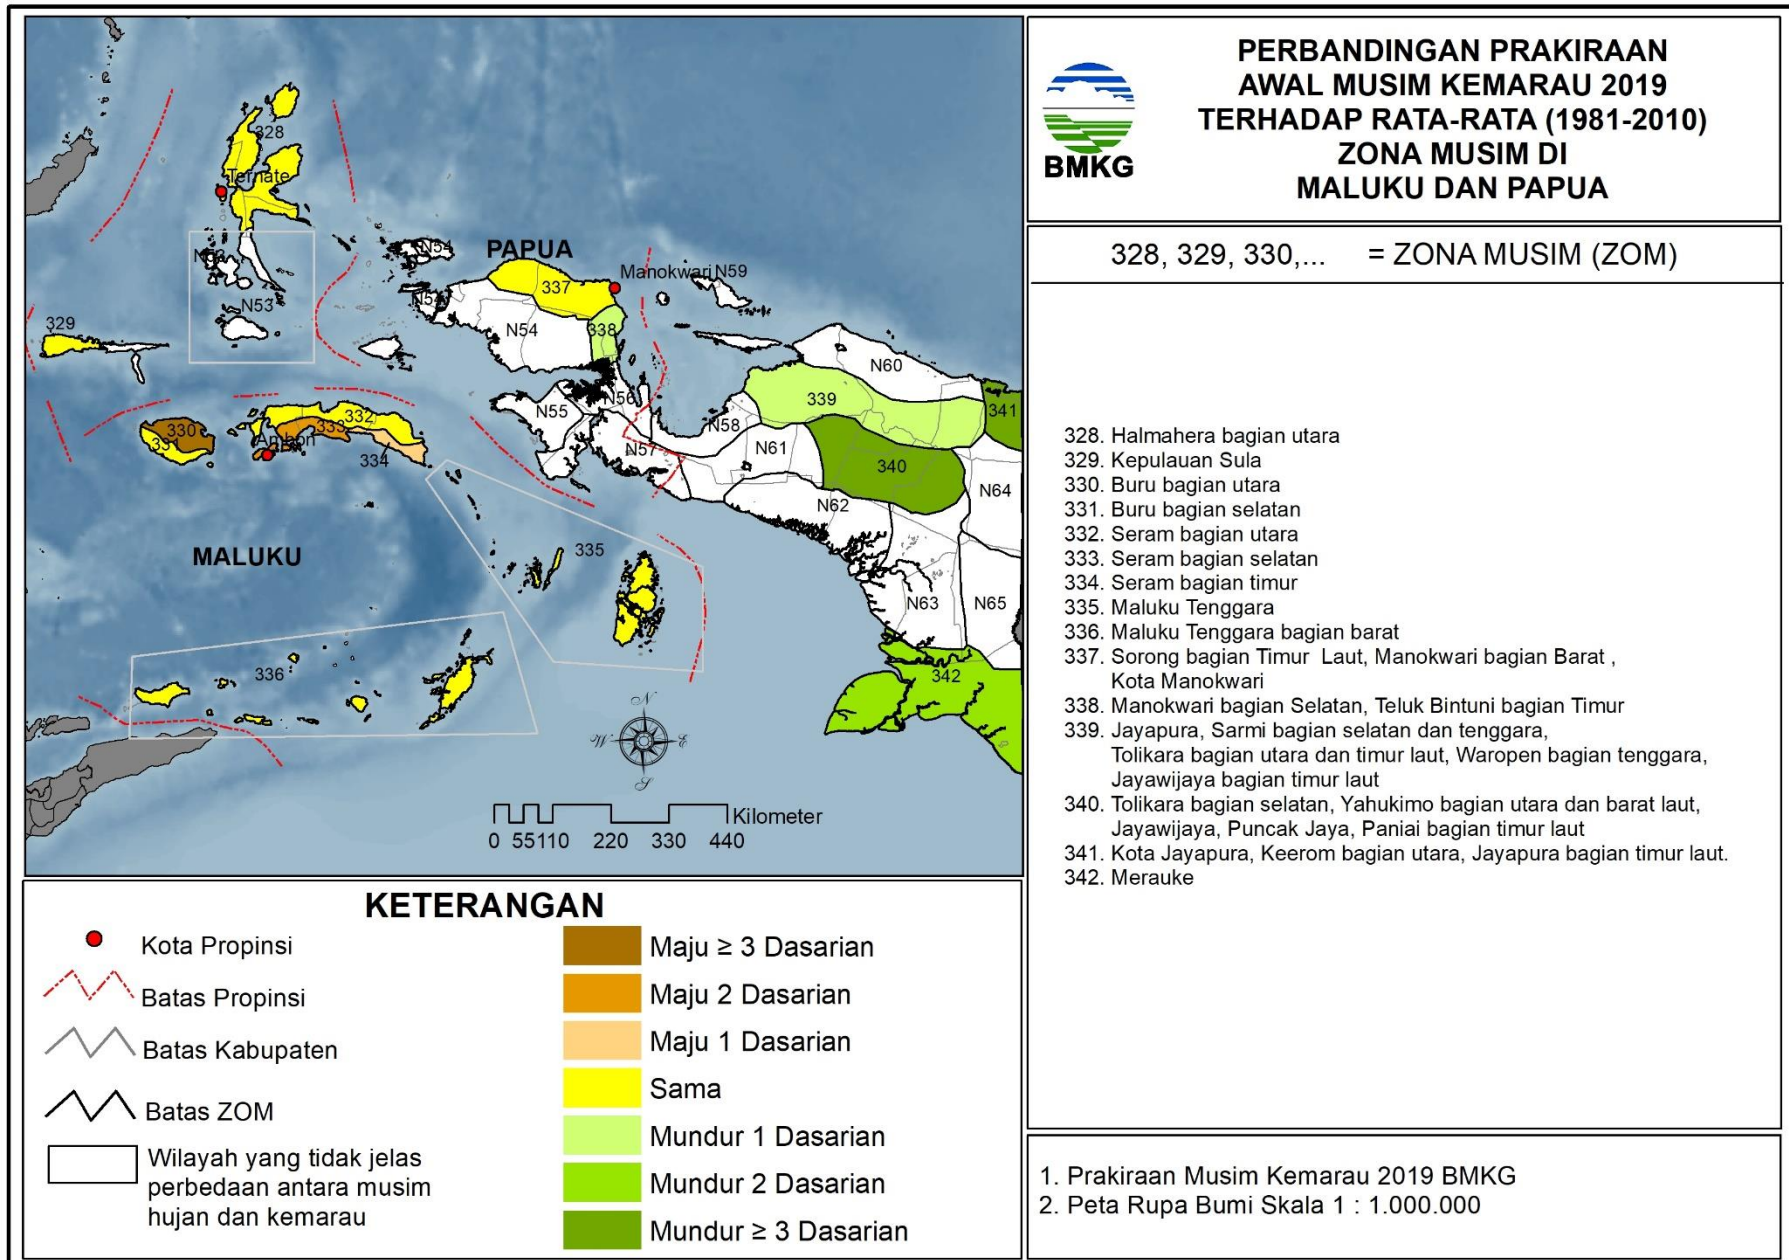 PERBANDINGAN PRAKIRAAN
AWAL MUSIM KEMARAU 2019
TERHADAP RATA-RATA (1981-2010)
ZONA MUSIM DI
MALUKU DAN PAPUA
BMKG
328, 329, 330,... = ZONA MUSIM (ZOM)
328. Halmahera bagian utara
329. Kepulauan Sula
330. Buru bagian utara
331. Buru bagian selatan
332. Seram bagian utara
333. Seram bagian selatan
334. Seram bagian timur
335. Maluku Tenggara
336. Maluku Tenggara bagian barat
337. Sorong bagian Timur Laut, Manokwari bagian Barat ,
Kota Manokwari
338. Manokwari bagian Selatan, Teluk Bintuni bagian Timur
339. Jayapura, Sarmi bagian selatan dan tenggara,
Tolikara bagian utara dan timur laut, Waropen bagian tenggara,
Jayawijaya bagian timur laut
340. Tolikara bagian selatan, Yahukimo bagian utara dan barat laut,
Jayawijaya, Puncak Jaya, Paniai bagian timur laut
341. Kota Jayapura, Keerom bagian utara, Jayapura bagian timur laut.
342. Merauke
1. Prakiraan Musim Kemarau 2019 BMKG
2. Peta Rupa Bumi Skala 1 : 1.000.000
328
Ternate
N54
PAPUA
Manokwari
N59
337
N53
N54
329
N54
338
N60
339
341
330
331
332
333
334
Ambon
N55
N56
N57
N58
N61
340
N62
N64
MALUKU
335
N63
N65
336
342
N
W
E
S
Kilometer
0 55 110 220 330 440
KETERANGAN
Kota Propinsi
Batas Propinsi
Batas Kabupaten
Batas ZOM
Wilayah yang tidak jelas
perbedaan antara musim
hujan dan kemarau
Maju ≥ 3 Dasarian
Maju 2 Dasarian
Maju 1 Dasarian
Sama
Mundur 1 Dasarian
Mundur 2 Dasarian
Mundur ≥ 3 Dasarian